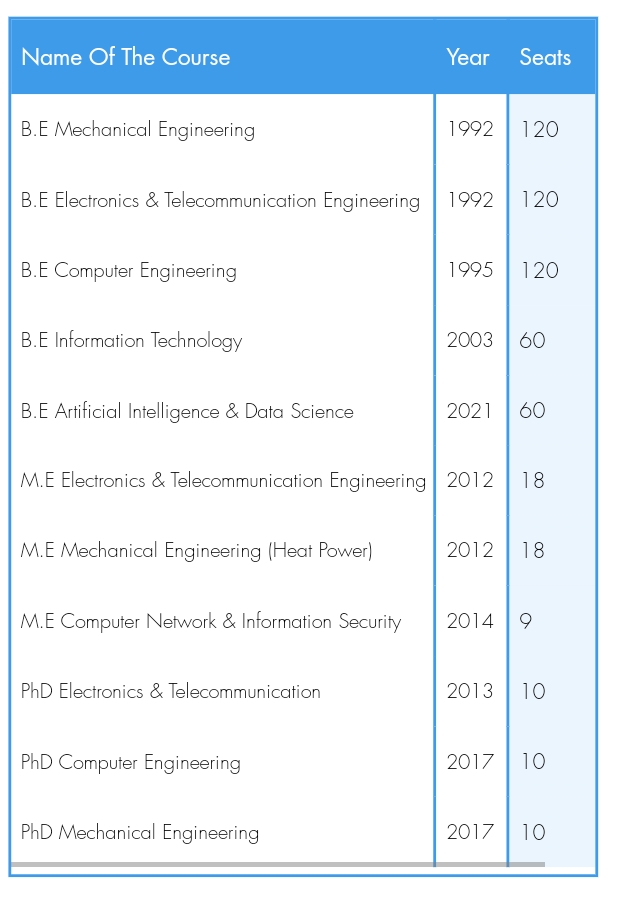 Name Of The Course Year Seats
B.E Mechanical Engineering 1992 120
B.E Electronics & Telecommunication Engineering 1992 120
B.E Computer Engineering 1995 120
B.E Information Technology 2003 60
B.E Artificial Intelligence & Data Science 2021 60
M.E Electronics & Telecommunication Engineering 2012 18
M.E Mechanical Engineering (Heat Power) 2012 18
M.E Computer Network & Information Security 2014 9
PhD Electronics & Telecommunication 2013 10
PhD Computer Engineering 2017 10
PhD Mechanical Engineering 2017 10